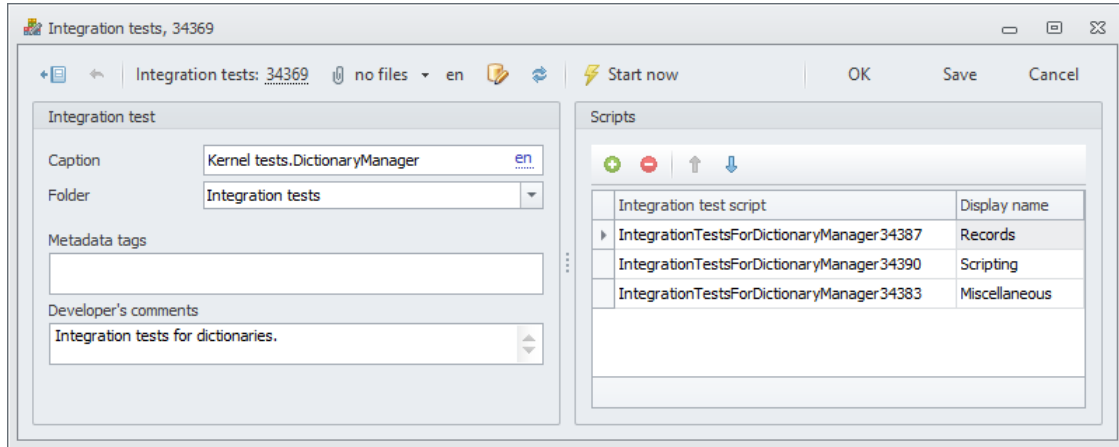 Integration tests, 34369
Integration tests: 34369 no files en Start now OK Save Cancel
Integration test
Caption Kernel tests.DictionaryManager en
Folder Integration tests
Metadata tags
Developer's comments
Integration tests for dictionaries.
Scripts
Integration test script Display name
IntegrationTestsForDictionaryManager34387 Records
IntegrationTestsForDictionaryManager34390 Scripting
IntegrationTestsForDictionaryManager34383 Miscellaneous